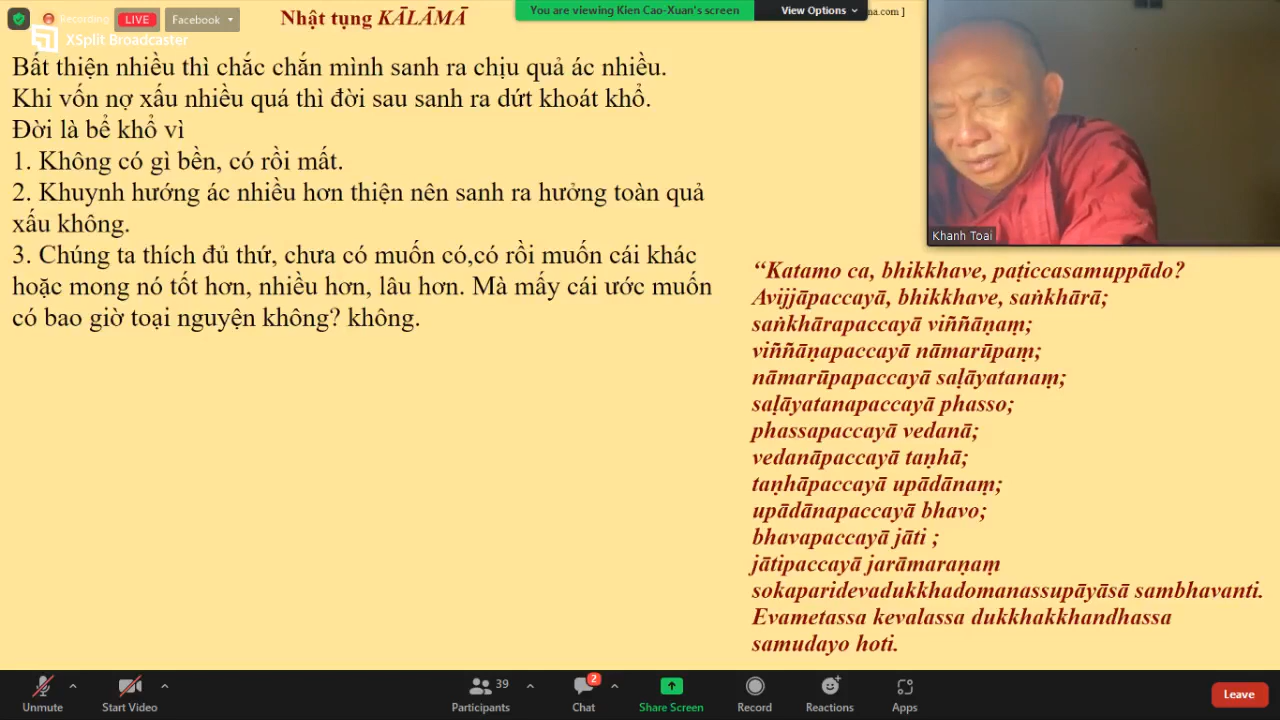 Recording
LIVE
Facebook
XSplit Broadcaster
Nhật tụng KĀLĀMĀ
You are viewing Kien Cao-Xuan's screen
View Options
na.com ]
Bất thiện nhiều thì chắc chắn mình sanh ra chịu quả ác nhiều.
Khi vốn nợ xấu nhiều quá thì đời sau sanh ra dứt khoát khổ.
Đời là bể khổ vì
1. Không có gì bền, có rồi mất.
2. Khuynh hướng ác nhiều hơn thiện nên sanh ra hưởng toàn quả
xấu không.
3. Chúng ta thích đủ thứ, chưa có muốn có,có rồi muốn cái khác
hoặc mong nó tốt hơn, nhiều hơn, lâu hơn. Mà mấy cái ước muốn
có bao giờ toại nguyện không? không.
Khanh Toai
“Katamo ca, bhikkhave, paṭiccasamuppādo?
Avijjāpaccayā, bhikkhave, saṅkhārā;
saṅkhārapaccayā viññāṇaṃ;
viññāṇapaccayā nāmarūpaṃ;
nāmarūpapaccayā saḷāyatanaṃ;
saḷāyatanapaccayā phasso;
phassapaccayā vedanā;
vedanāpaccayā taṇhā;
taṇhāpaccayā upādānaṃ;
upādānapaccayā bhavo;
bhavapaccayā jāti ;
jātipaccayā jarāmaraṇaṃ
sokaparidevadukkhadomanassupāyāsā sambhavanti.
Evametassa kevalassa dukkhakkhandhassa
samudayo hoti.
Unmute
Start Video
39
Participants
2
Chat
Share Screen
Record
Reactions
Apps
Leave